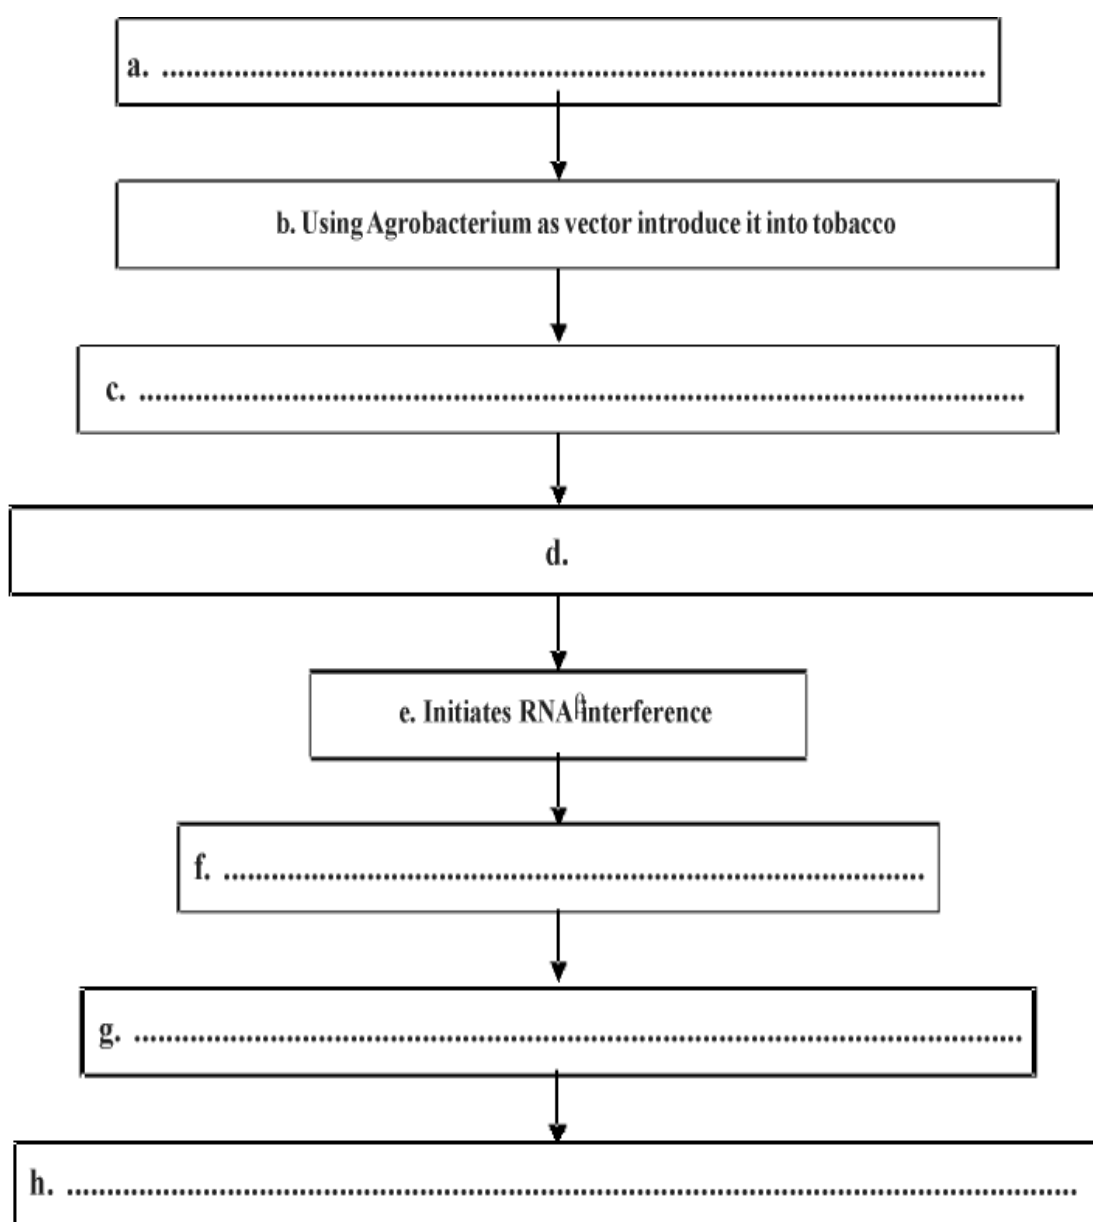 a. ........................................................................................................
b. Using Agrobacterium as vector introduce it into tobacco
c. ................................................................................................................
d.
e. Initiates RNA interference
f. ........................................................................................
g. ................................................................................................................
h. ................................................................................................................................